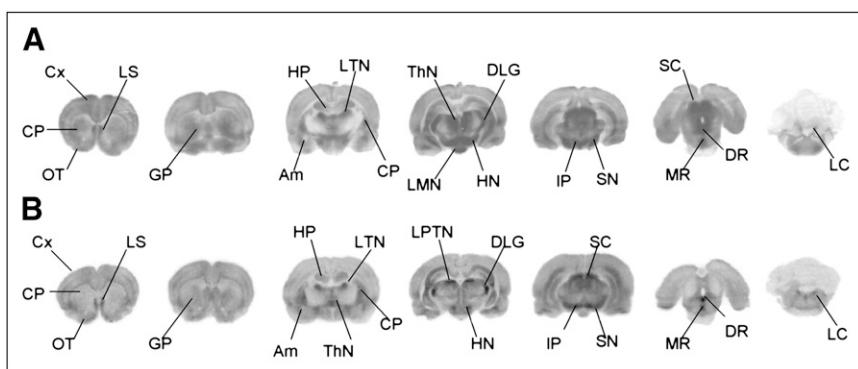 A
Cx LS HP LTN ThN DLG SC
CP CP
OT GP Am LMN HN IP SN MR DR LC
B
Cx LS HP LTN LPTN DLG SC
CP CP
OT GP Am ThN HN IP SN MR DR LC